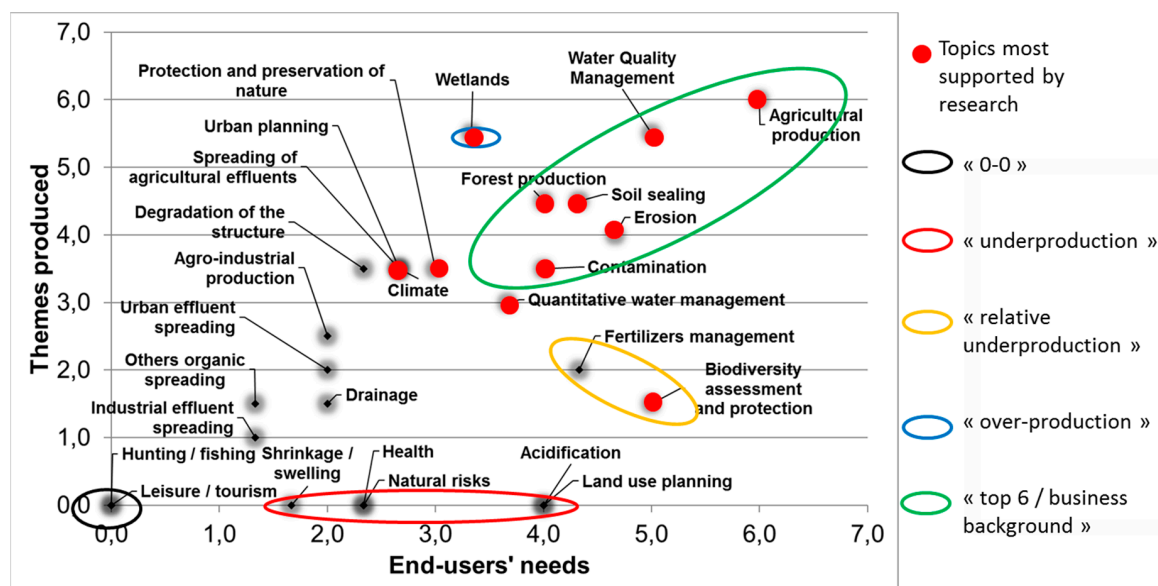 7,0
6,0
5,0
4,0
3,0
2,0
1,0
0,0
Themes produced
0,0
1,0
2,0
3,0
4,0
5,0
6,0
7,0
End-users' needs
Protection and preservation of
nature
Wetlands
Water Quality
Management
Agricultural
production
Urban planning
Spreading of
agricultural effluents
Forest production
Soil sealing
Erosion
Degradation of the
structure
Agro-industrial
production
Climate
Contamination
Quantitative water management
Urban effluent
spreading
Fertilizers management
Others organic
spreading
Drainage
Biodiversity
assessment
and protection
Industrial effluent
spreading
Hunting / fishing
Shrinkage /
swelling
Health
Acidification
Leisure / tourism
Natural risks
Land use planning
Topics most
supported by
research
« 0-0 »
« underproduction »
« relative
underproduction »
« over-production »
« top 6 / business
background »